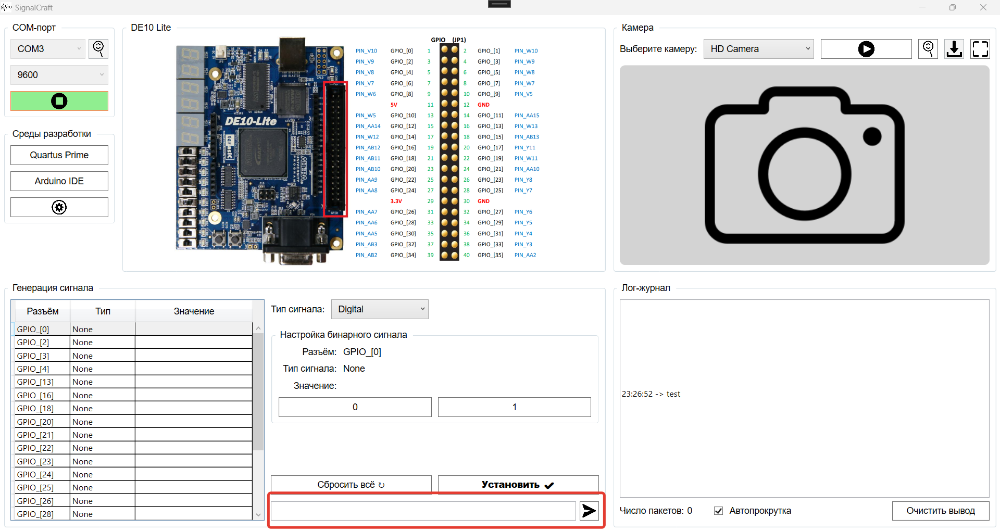 SignalCraft
COM-порт
COM3
9600
Среды разработки
Quartus Prime
Arduino IDE
DE10 Lite
DE10-Lite
terasic
GPIO (JP1)
PIN_V10 GPIO_[0] 1 2 GPIO_[1] PIN_W10
PIN_V9 GPIO_[2] 3 4 GPIO_[3] PIN_W9
PIN_V8 GPIO_[4] 5 6 GPIO_[5] PIN_W8
PIN_V7 GPIO_[6] 7 8 GPIO_[7] PIN_W7
PIN_W6 GPIO_[8] 9 10 GPIO_[9] PIN_V5
5V 11 12 GND
PIN_W5 GPIO_[10] 13 14 GPIO_[11] PIN_AA15
PIN_AA14 GPIO_[12] 15 16 GPIO_[13] PIN_W13
PIN_W12 GPIO_[14] 17 18 GPIO_[15] PIN_AB13
PIN_AB12 GPIO_[16] 19 20 GPIO_[17] PIN_Y11
PIN_AB11 GPIO_[18] 21 22 GPIO_[19] PIN_W11
PIN_AB10 GPIO_[20] 23 24 GPIO_[21] PIN_AA10
PIN_AA9 GPIO_[22] 25 26 GPIO_[23] PIN_Y8
PIN_AA8 GPIO_[24] 27 28 GPIO_[25] PIN_Y7
3.3V 29 30 GND
PIN_AA7 GPIO_[26] 31 32 GPIO_[27] PIN_Y6
PIN_AA6 GPIO_[28] 33 34 GPIO_[29] PIN_Y5
PIN_AA5 GPIO_[30] 35 36 GPIO_[31] PIN_Y4
PIN_AB3 GPIO_[32] 37 38 GPIO_[33] PIN_Y3
PIN_AB2 GPIO_[34] 39 40 GPIO_[35] PIN_AA2
Камера
Выберите камеру: HD Camera
Генерация сигнала
Разъём Тип Значение
GPIO_[0] None
GPIO_[2] None
GPIO_[3] None
GPIO_[4] None
GPIO_[13] None
GPIO_[16] None
GPIO_[18] None
GPIO_[20] None
GPIO_[21] None
GPIO_[22] None
GPIO_[23] None
GPIO_[24] None
GPIO_[25] None
GPIO_[26] None
GPIO_[28] None
Тип сигнала: Digital
Настройка бинарного сигнала
Разъём: GPIO_[0]
Тип сигнала: None
Значение:
0 1
Сбросить всё ↻ Установить ✔
Лог-журнал
23:26:52 -> test
Число пакетов: 0 Автопрокрутка Очистить вывод